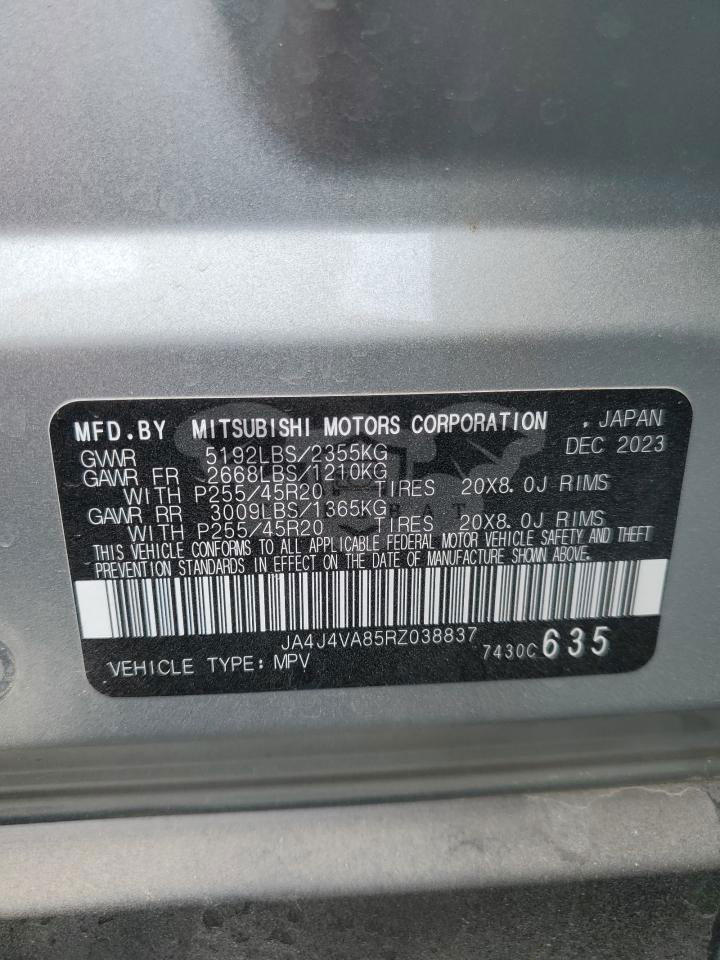 MFD.BY MITSUBISHI MOTORS CORPORATION . JAPAN
GVWR 5192LBS/2355KG DEC 2023
GAWR FR 2668LBS/1210KG
WITH P255/45R20 TIRES 20X8.0J RIMS
GAWR RR 3009LBS/1365KG
WITH P255/45R20 TIRES 20X8.0J RIMS
THIS VEHICLE CONFORMS TO ALL APPLICABLE FEDERAL MOTOR VEHICLE SAFETY AND THEFT
PREVENTION STANDARDS IN EFFECT ON THE DATE OF MANUFACTURE SHOWN ABOVE.
JA4J4VA85RZ038837
VEHICLE TYPE: MPV 7430C 635